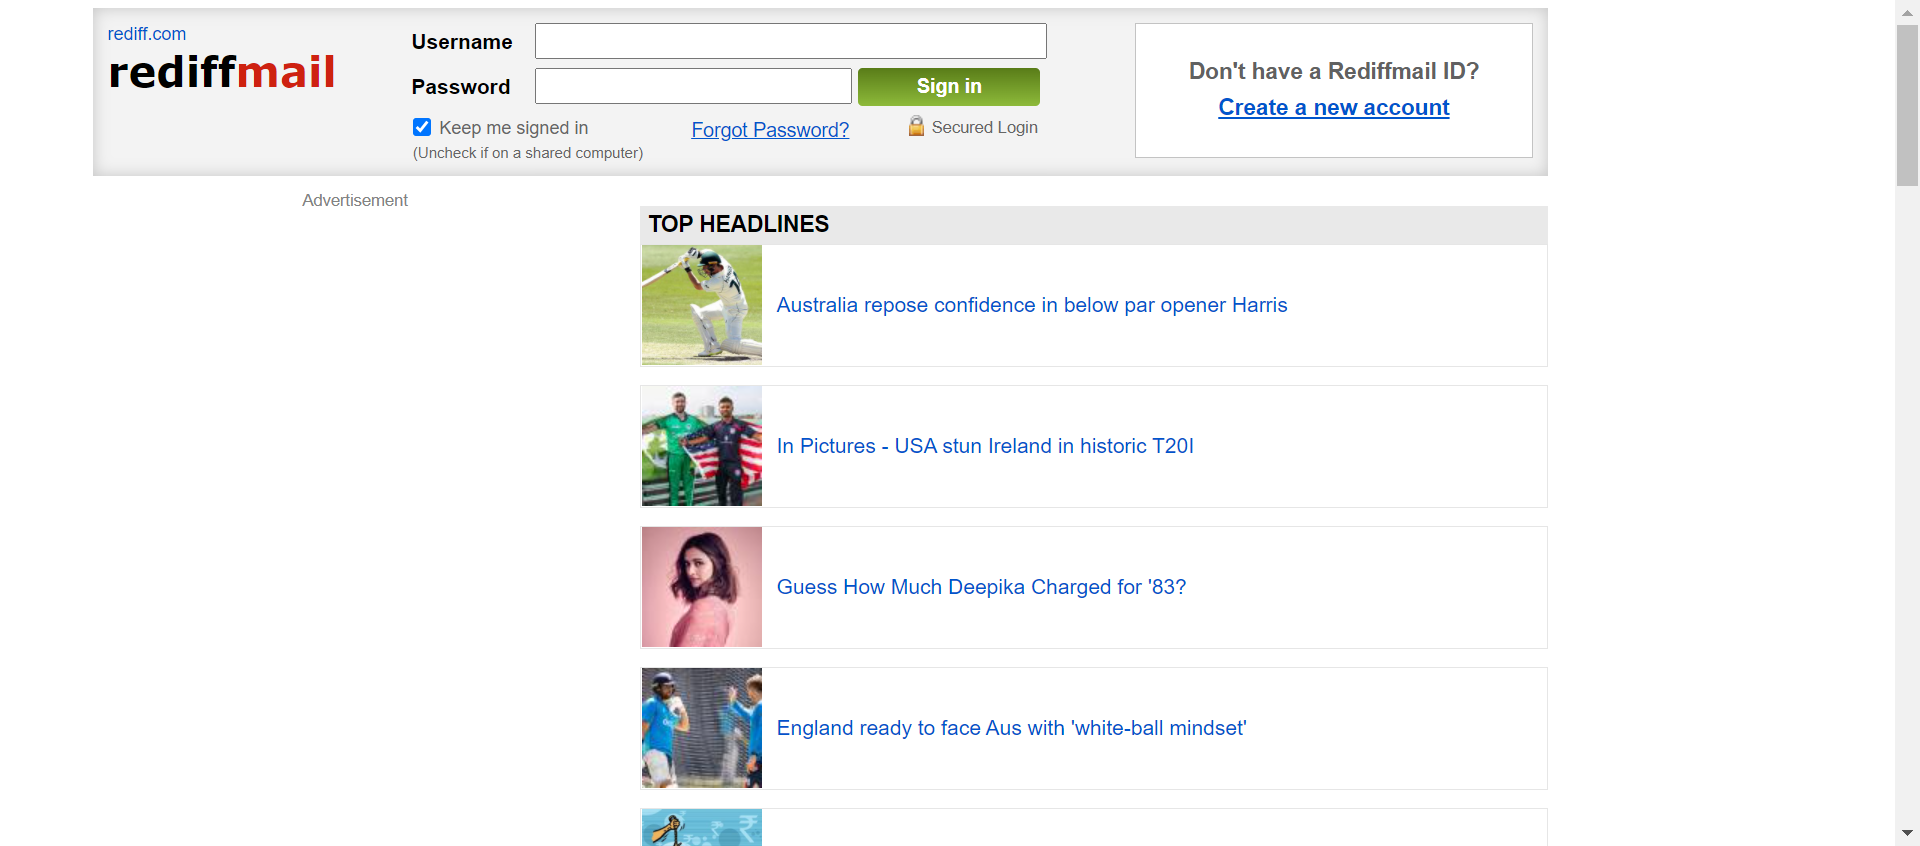 rediff.com
rediffmail
Username
Password
Sign in
Keep me signed in
(Uncheck if on a shared computer)
Forgot Password?
Secured Login
Don't have a Rediffmail ID?
Create a new account
Advertisement
TOP HEADLINES
Australia repose confidence in below par opener Harris
In Pictures - USA stun Ireland in historic T20I
Guess How Much Deepika Charged for '83?
England ready to face Aus with 'white-ball mindset'